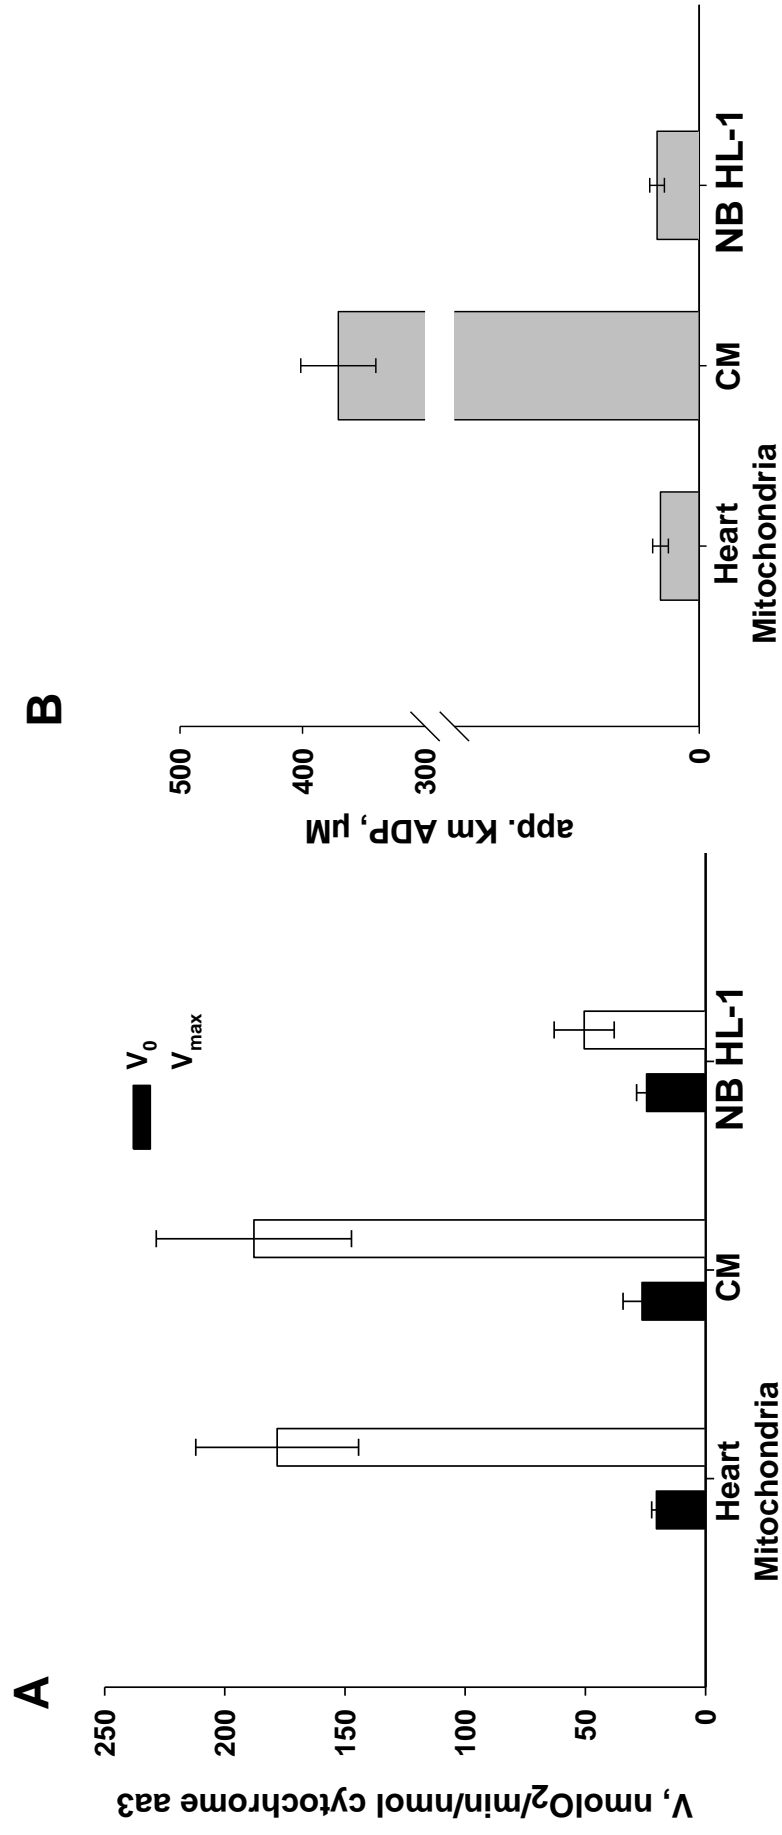 A
V, nmolO2/min/nmol cytochrome aa3
250
200
150
100
50
0
V0
Vmax
Heart
Mitochondria
CM
NB HL-1
B
app. Km ADP, µM
500
400
300
0
Heart
Mitochondria
CM
NB HL-1